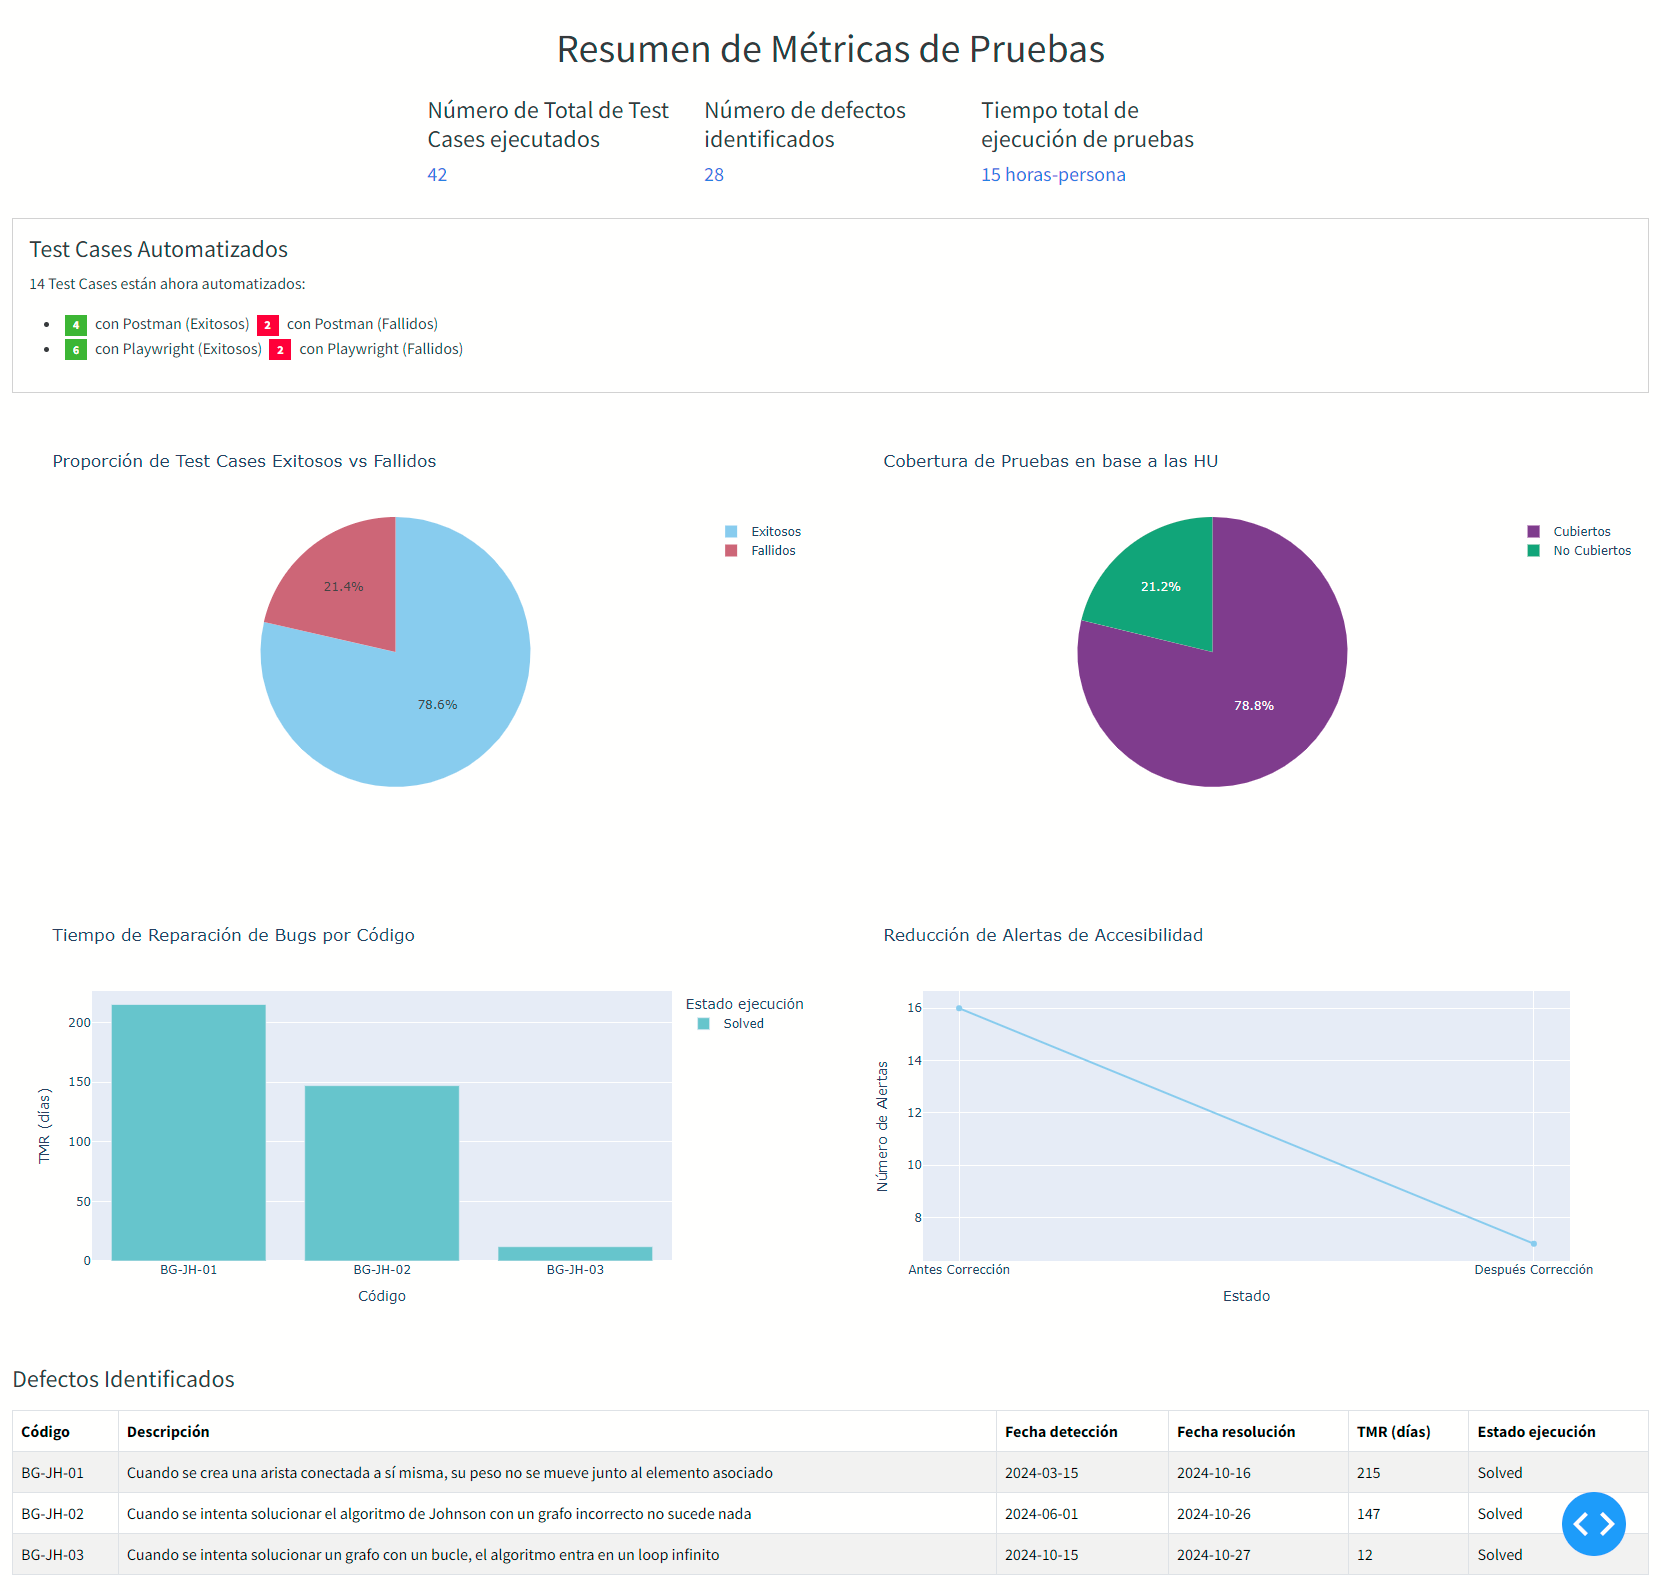 Resumen de Métricas de Pruebas
Número de Total de Test
Cases ejecutados
42
Número de defectos
identificados
28
Tiempo total de
ejecución de pruebas
15 horas-persona
Test Cases Automatizados
14 Test Cases están ahora automatizados:
4 con Postman (Exitosos) 2 con Postman (Fallidos)
6 con Playwright (Exitosos) 2 con Playwright (Fallidos)
Proporción de Test Cases Exitosos vs Fallidos
Exitosos
Fallidos
21.4%
78.6%
Cobertura de Pruebas en base a las HU
Cubiertos
No Cubiertos
21.2%
78.8%
Tiempo de Reparación de Bugs por Código
Estado ejecución
Solved
TMR (días)
200
150
100
50
0
BG-JH-01 BG-JH-02 BG-JH-03
Código
Reducción de Alertas de Accesibilidad
Número de Alertas
16
14
12
10
8
Antes Corrección Después Corrección
Estado
Defectos Identificados
Código Descripción Fecha detección Fecha resolución TMR (días) Estado ejecución
BG-JH-01 Cuando se crea una arista conectada a sí misma, su peso no se mueve junto al elemento asociado 2024-03-15 2024-10-16 215 Solved
BG-JH-02 Cuando se intenta solucionar el algoritmo de Johnson con un grafo incorrecto no sucede nada 2024-06-01 2024-10-26 147 Solved
BG-JH-03 Cuando se intenta solucionar un grafo con un bucle, el algoritmo entra en un loop infinito 2024-10-15 2024-10-27 12 Solved